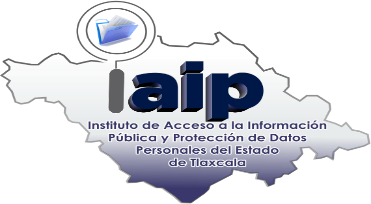 Iaip
Instituto de Acceso a la Información
Pública y Protección de Datos
Personales del Estado
de Tlaxcala